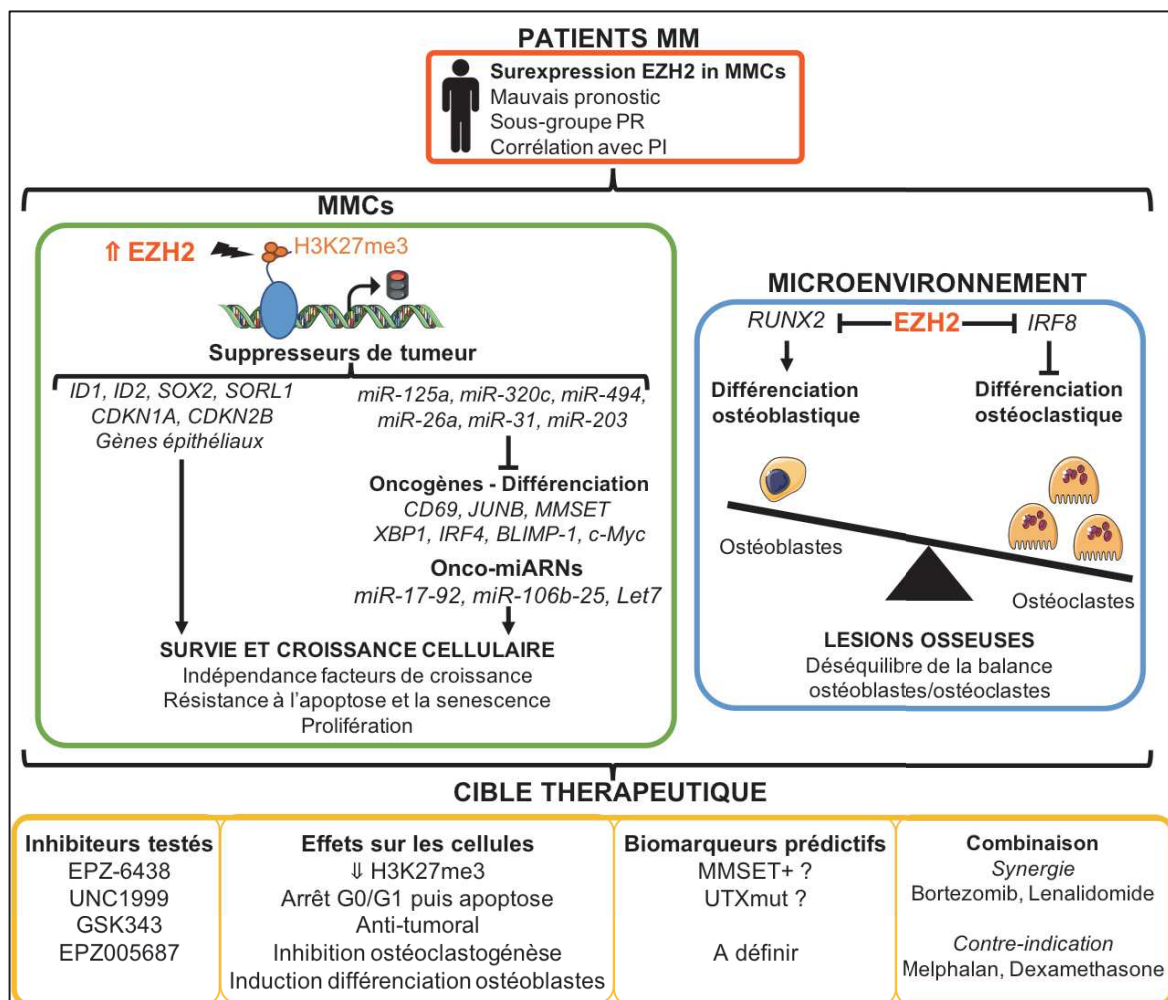 PATIENTS MM
Surexpression EZH2 in MMCs
Mauvais pronostic
Sous-groupe PR
Corrélation avec PI
MMCs
⇑ EZH2
H3K27me3
Suppresseurs de tumeur
ID1, ID2, SOX2, SORL1
CDKN1A, CDKN2B
Gènes épithéliaux
miR-125a, miR-320c, miR-494,
miR-26a, miR-31, miR-203
Oncogènes - Différenciation
CD69, JUNB, MMSET
XBP1, IRF4, BLIMP-1, c-Myc
Onco-miARNs
miR-17-92, miR-106b-25, Let7
SURVIE ET CROISSANCE CELLULAIRE
Indépendance facteurs de croissance
Résistance à l'apoptose et la senescence
Prolifération
MICROENVIRONNEMENT
RUNX2 EZH2 IRF8
Différenciation
ostéoblastique
Différenciation
ostéoclastique
Ostéoblastes
Ostéoclastes
LESIONS OSSEUSES
Déséquilibre de la balance
ostéoblastes/ostéoclastes
CIBLE THERAPEUTIQUE
Inhibiteurs testés
EPZ-6438
UNC1999
GSK343
EPZ005687
Effets sur les cellules
⇓ H3K27me3
Arrêt G0/G1 puis apoptose
Anti-tumoral
Inhibition ostéoclastogénèse
Induction différenciation ostéoblastes
Biomarqueurs prédictifs
MMSET+ ?
UTXmut ?
A définir
Combinaison
Synergie
Bortezomib, Lenalidomide
Contre-indication
Melphalan, Dexamethasone